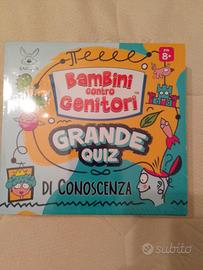 8+
Bambini
contro
Genitori
GRANDE
QUIZ
DI CONOSCENZA
subito